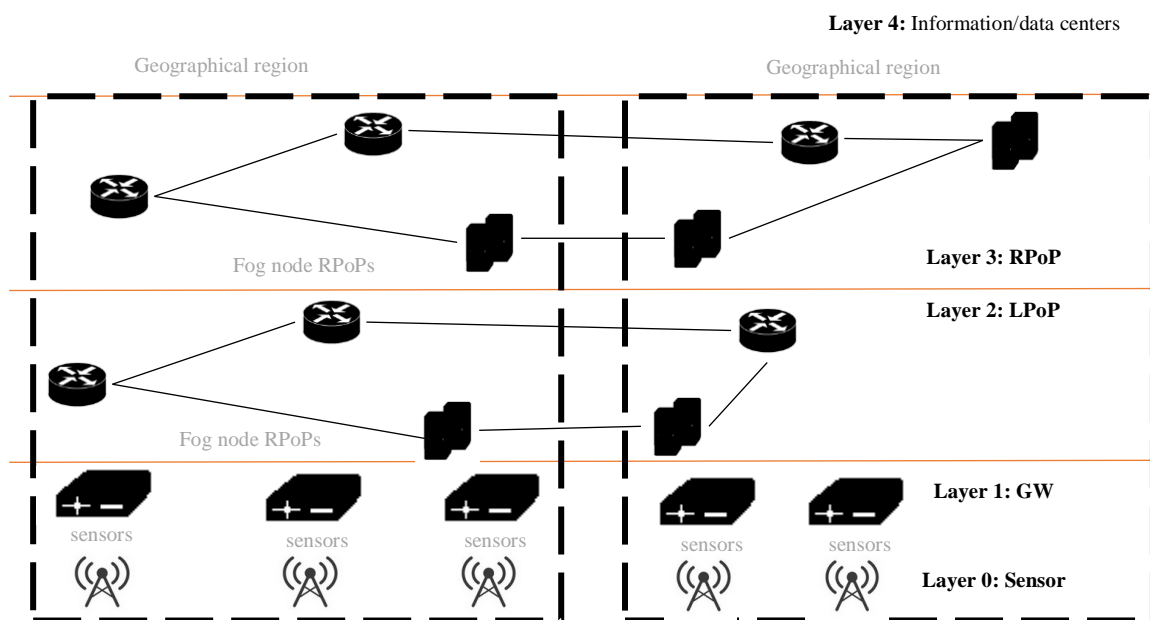 Layer 4: Information/data centers
Geographical region
Geographical region
Fog node RPoPs
Layer 3: RPoP
Layer 2: LPoP
Fog node RPoPs
Layer 1: GW
sensors
sensors
sensors
sensors
sensors
Layer 0: Sensor